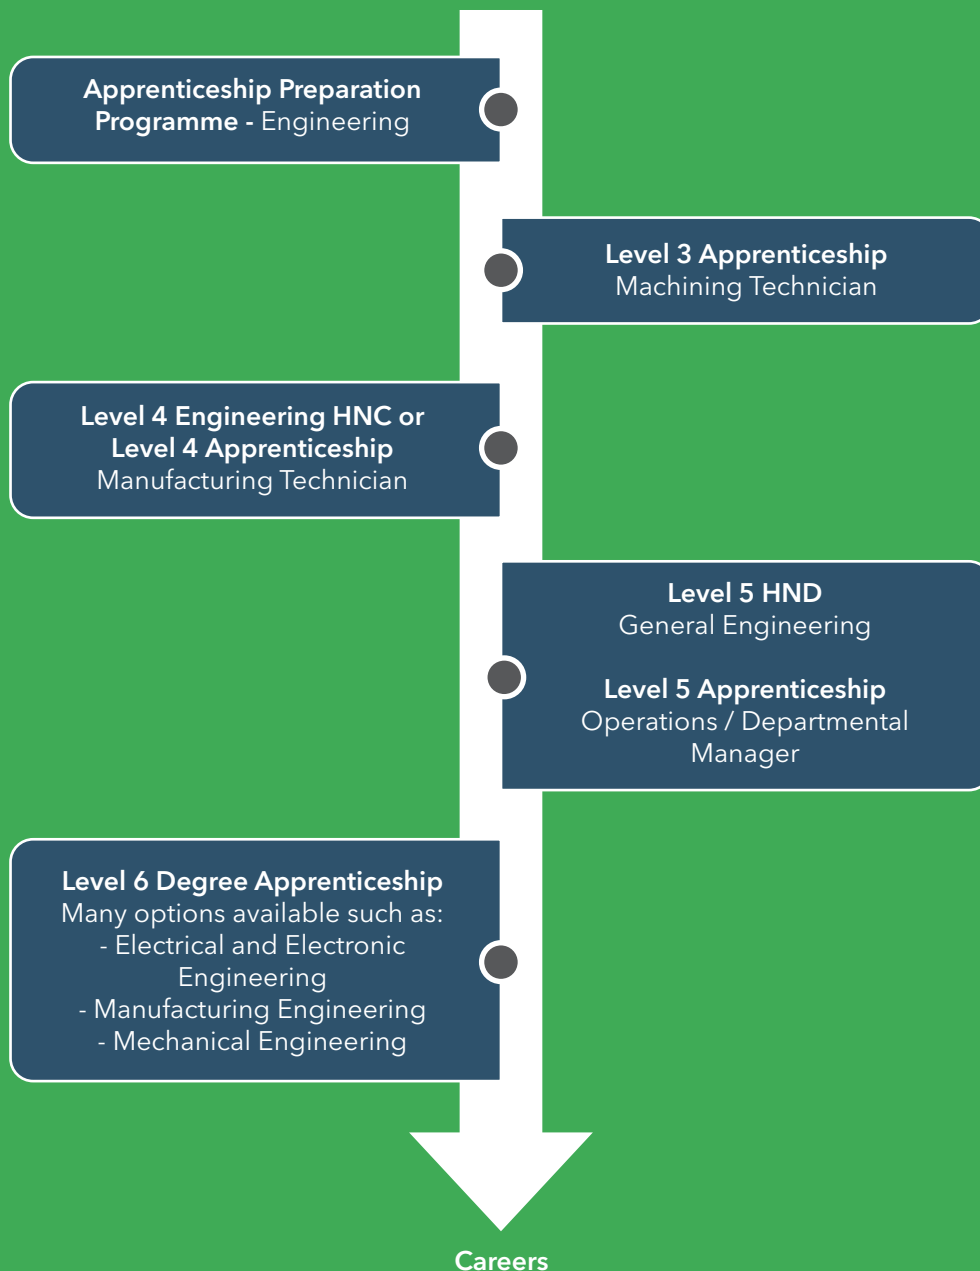 Apprenticeship Preparation
Programme - Engineering
Level 3 Apprenticeship
Machining Technician
Level 4 Engineering HNC or
Level 4 Apprenticeship
Manufacturing Technician
Level 5 HND
General Engineering
Level 5 Apprenticeship
Operations / Departmental
Manager
Level 6 Degree Apprenticeship
Many options available such as:
- Electrical and Electronic
Engineering
- Manufacturing Engineering
- Mechanical Engineering
Careers